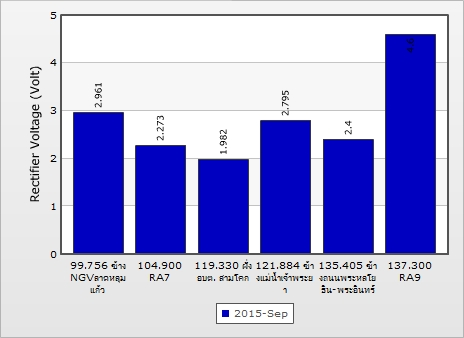 5
4
3
2
1
0
Rectifier Voltage (Volt)
2.961
2.273
1.982
2.795
2.4
4.6
99.756 ข้าง
NGVลาดหลุม
แก้ว
104.900
RA7
119.330 ฝั่ง
อบต. สามโคก
121.884 ข้า
งแม่น้ำเจ้าพระย
า
135.405 ข้า
งถนนพระหลโย
ธิน-พระอินทร์
137.300
RA9
2015-Sep